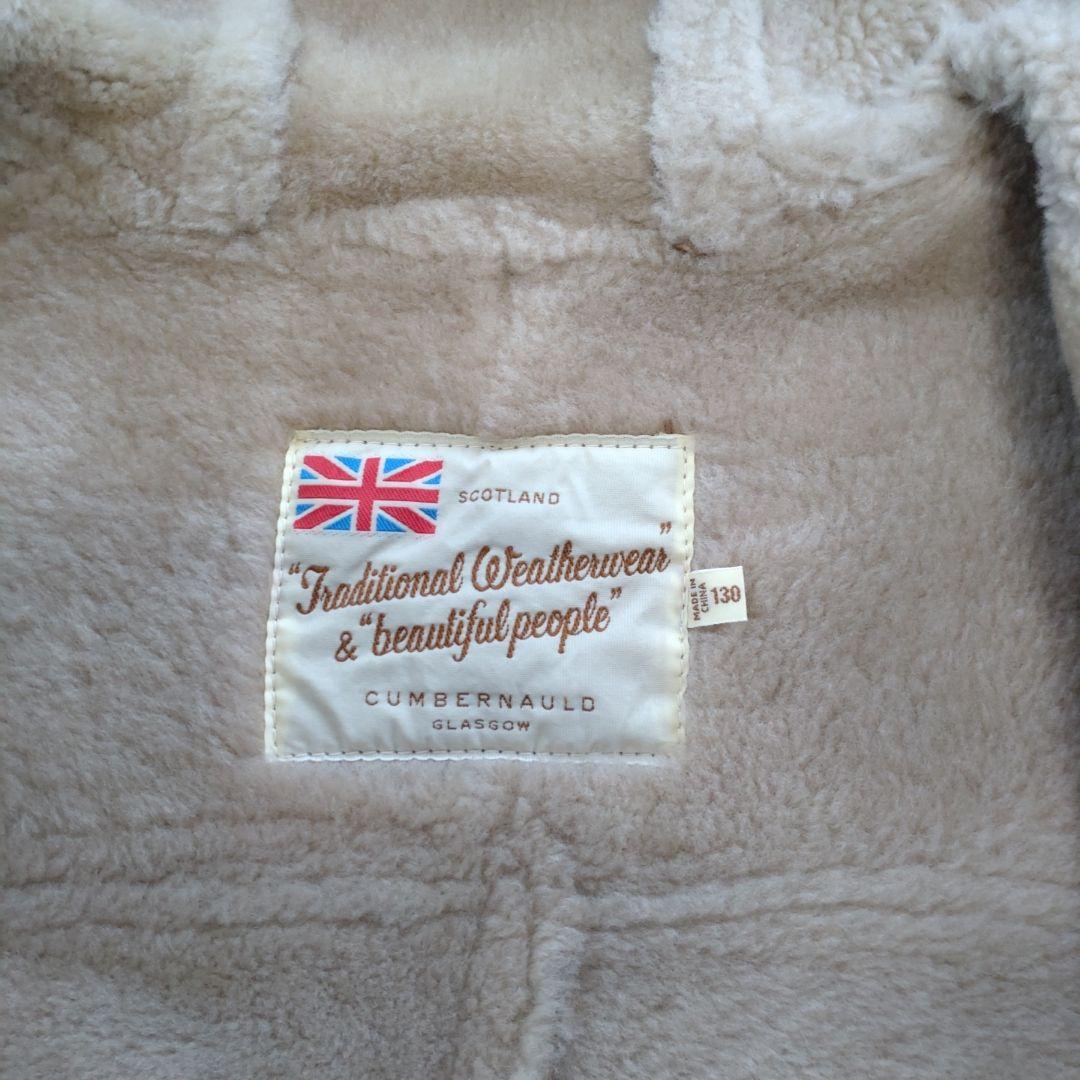 SCOTLAND
"Traditional Weatherwear"
& "beautiful people"
CUMBERNAULD
GLASGOW
MADE IN
CHINA
130